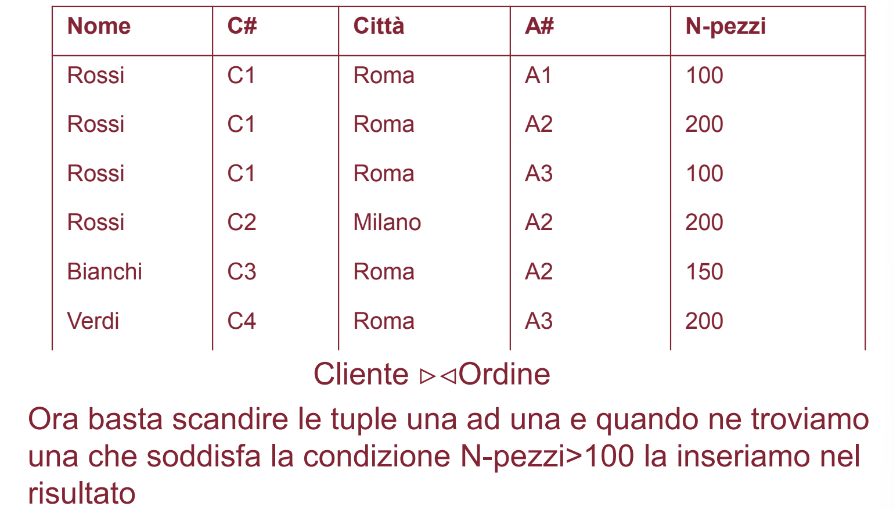 Nome C# Città A# N-pezzi
Rossi C1 Roma A1 100
Rossi C1 Roma A2 200
Rossi C1 Roma A3 100
Rossi C2 Milano A2 200
Bianchi C3 Roma A2 150
Verdi C4 Roma A3 200
Cliente ▷◁Ordine
Ora basta scandire le tuple una ad una e quando ne troviamo
una che soddisfa la condizione N-pezzi>100 la inseriamo nel
risultato